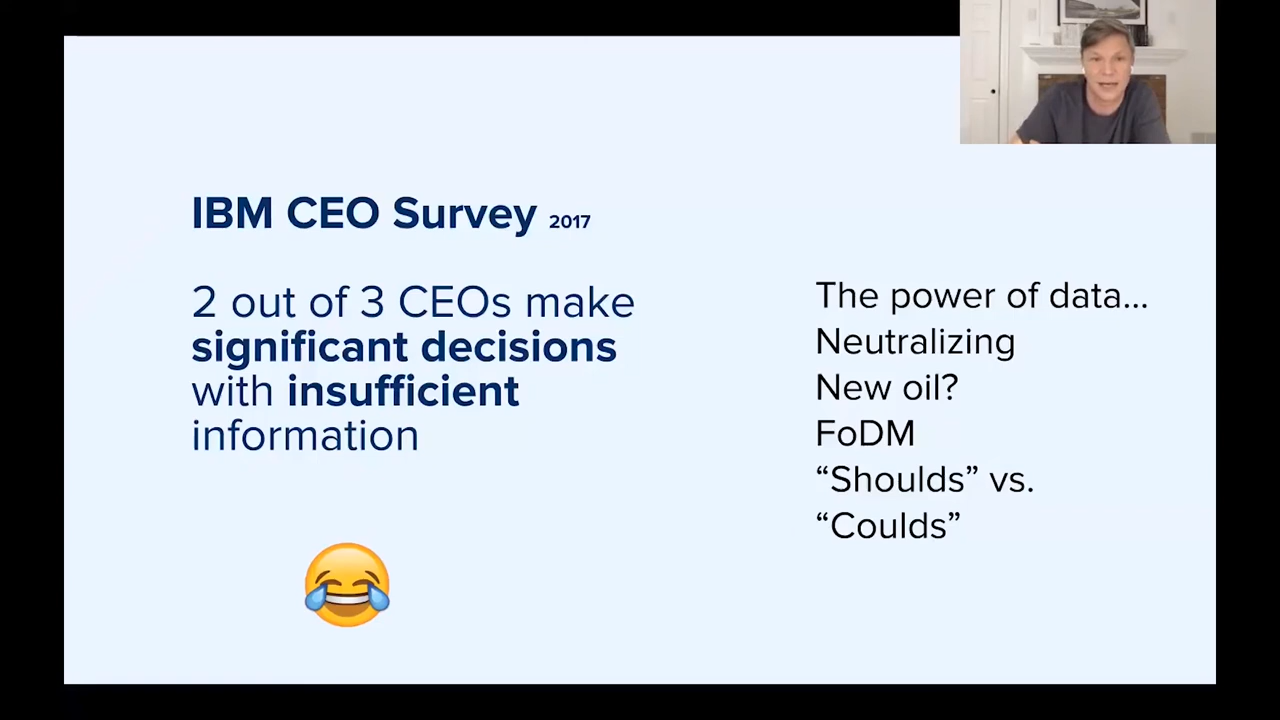 IBM CEO Survey 2017
2 out of 3 CEOs make
significant decisions
with insufficient
information
The power of data...
Neutralizing
New oil?
FoDM
“Shoulds” vs.
“Coulds”